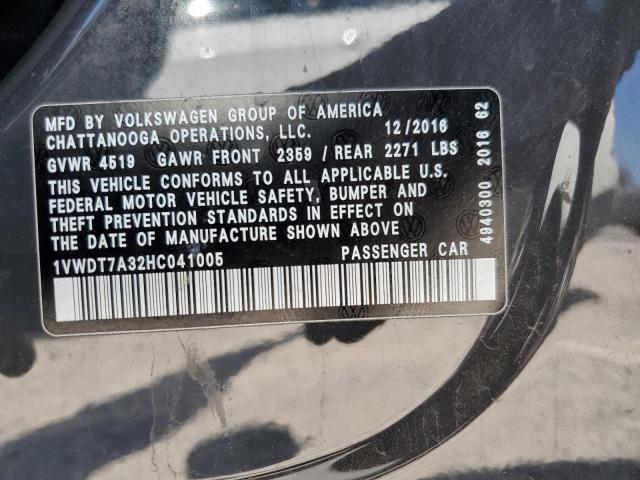 MFD BY VOLKSWAGEN GROUP OF AMERICA
CHATTANOOGA OPERATIONS, LLC. 12/2016
GVWR 4519 GAWR FRONT 2359 / REAR 2271 LBS
THIS VEHICLE CONFORMS TO ALL APPLICABLE U.S.
FEDERAL MOTOR VEHICLE SAFETY, BUMPER AND
THEFT PREVENTION STANDARDS IN EFFECT ON
THE DATE OF MANUFACTURE SHOWN ABOVE
1VWDT7A32HC041005 PASSENGER CAR
4940300 2016 62